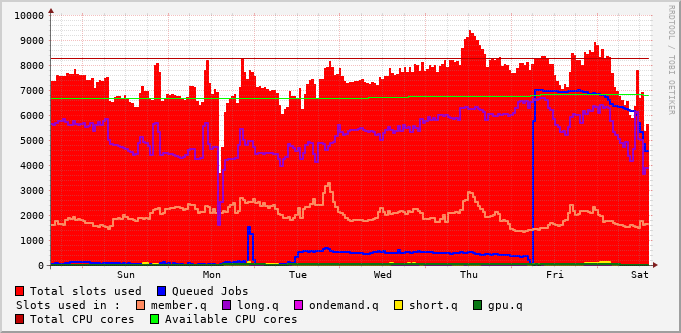 10000
9000
8000
7000
6000
5000
4000
3000
2000
1000
0
Sun Mon Tue Wed Thu Fri Sat
RRDTOOL / TOBI OETIKER
Total slots used Queued Jobs
Slots used in : member.q long.q ondemand.q short.q gpu.q
Total CPU cores Available CPU cores